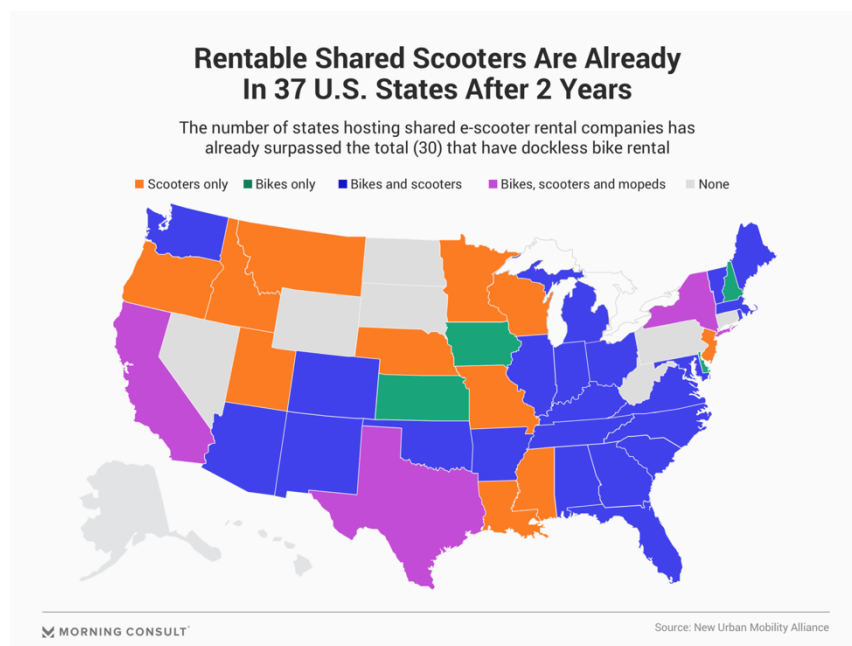 Rentable Shared Scooters Are Already
In 37 U.S. States After 2 Years
The number of states hosting shared e-scooter rental companies has
already surpassed the total (30) that have dockless bike rental
Scooters only Bikes only Bikes and scooters Bikes, scooters and mopeds None
MORNING CONSULT
Source: New Urban Mobility Alliance